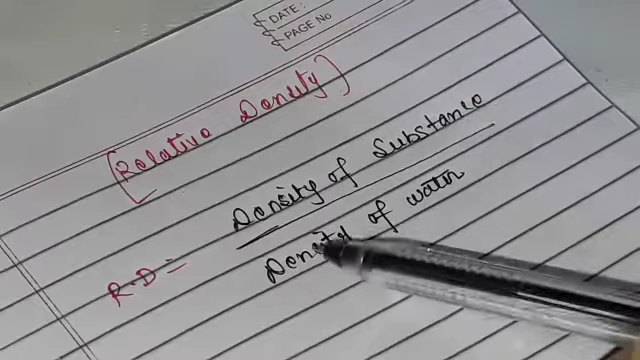 DATE:
PAGE No
[Relative Density]
R.D = Density of Substance
Density of water